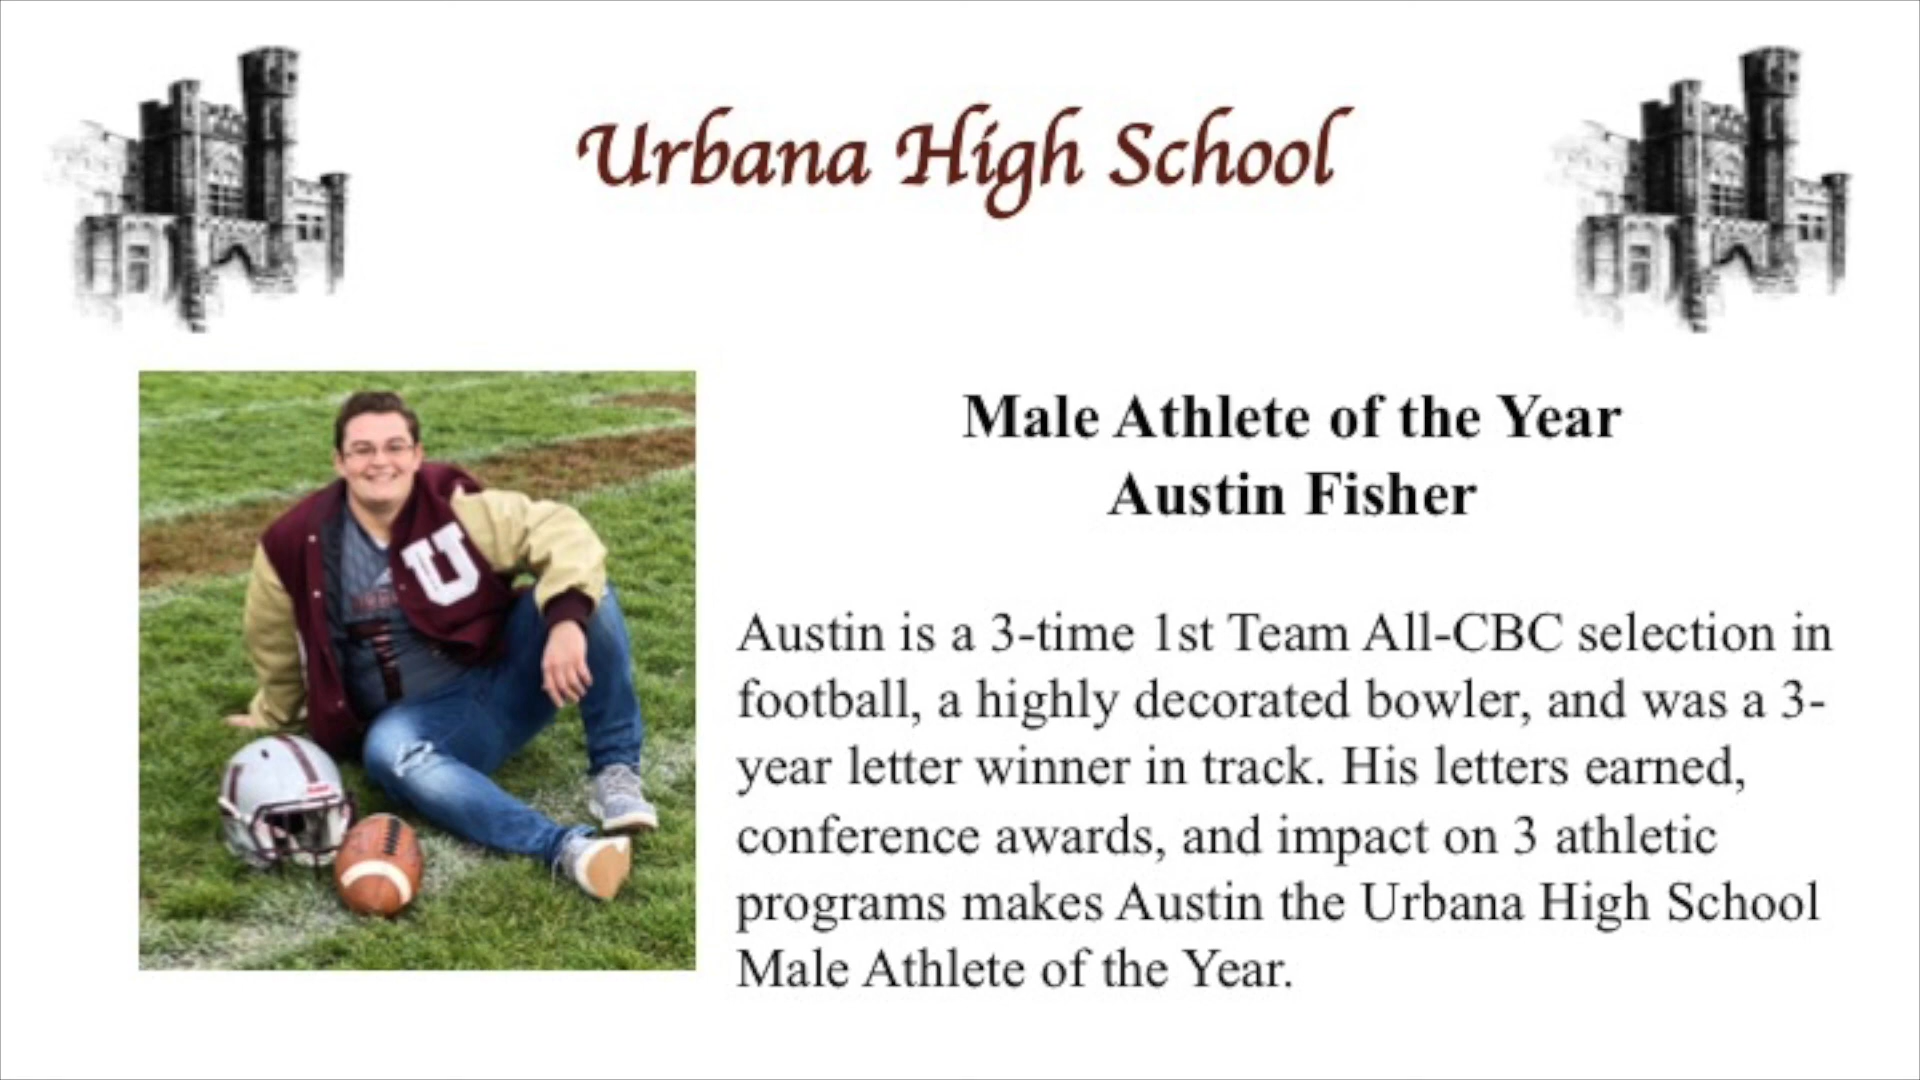 Urbana High School
Male Athlete of the Year
Austin Fisher
U
Austin is a 3-time 1st Team All-CBC selection in
football, a highly decorated bowler, and was a 3-
year letter winner in track. His letters earned,
conference awards, and impact on 3 athletic
programs makes Austin the Urbana High School
Male Athlete of the Year.